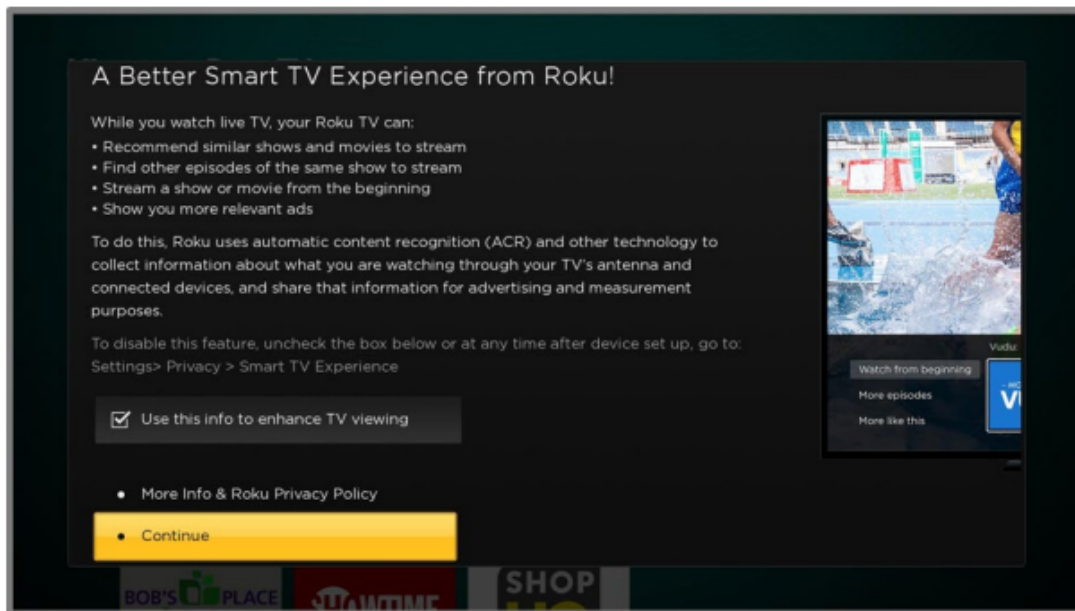 A Better Smart TV Experience from Roku!
While you watch live TV, your Roku TV can:
• Recommend similar shows and movies to stream
• Find other episodes of the same show to stream
• Stream a show or movie from the beginning
• Show you more relevant ads
To do this, Roku uses automatic content recognition (ACR) and other technology to
collect information about what you are watching through your TV's antenna and
connected devices, and share that information for advertising and measurement
purposes.
To disable this feature, uncheck the box below or at any time after device set up, go to:
Settings> Privacy > Smart TV Experience
Use this info to enhance TV viewing
• More Info & Roku Privacy Policy
• Continue
Vudu:
Watch from beginning
More episodes
More like this
BOB'S PLACE
SHOWTIME
SHOP